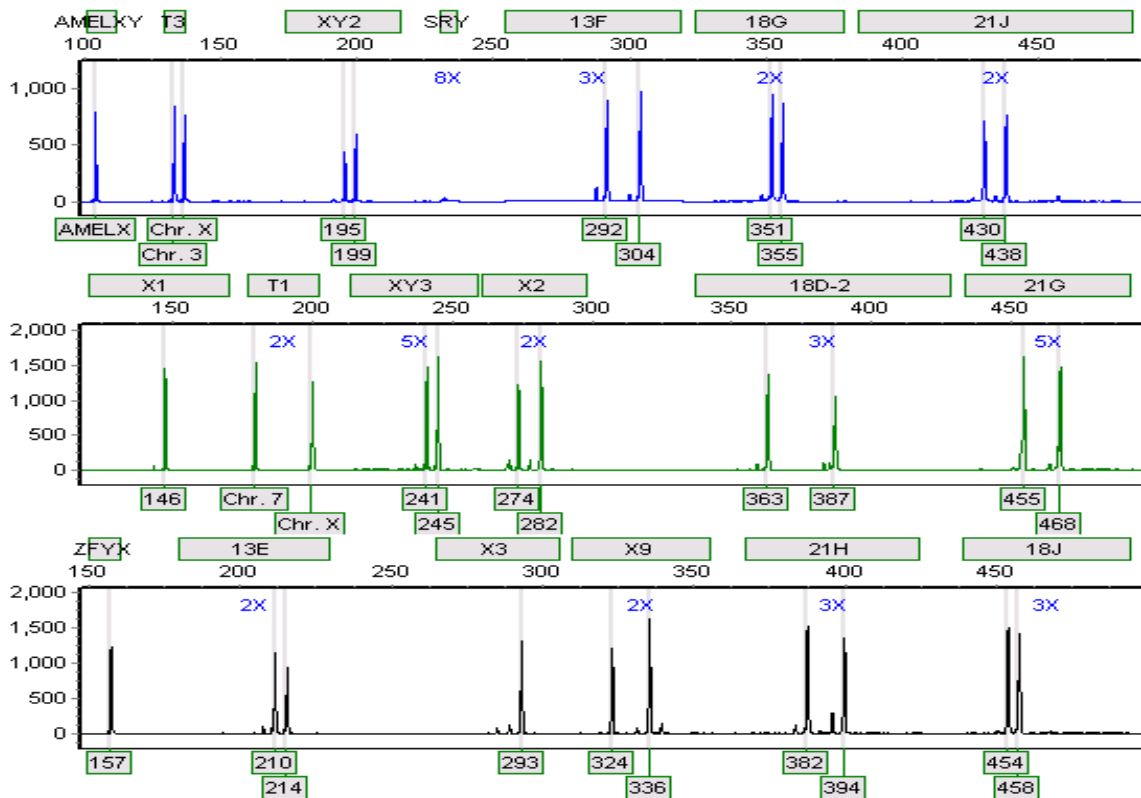 AMELXY T3 XY2 SRY 13F 18G 21J
100 150 200 250 300 350 400 450
8X 3X 2X 2X
1,000
500
0
AMELX Chr. X 195 292 351 430
Chr. 3 199 304 355 438
X1 T1 XY3 X2 18D-2 21G
150 200 250 300 350 400 450
2,000
2X 5X 2X 3X 5X
1,500
1,000
500
0
146 Chr. 7 241 274 363 387 455
Chr. X 245 282 468
ZFYX 13E X3 X9 21H 18J
150 200 250 300 350 400 450
2,000
2X 2X 3X 3X
1,500
1,000
500
0
157 210 293 324 382 454
214 336 394 458